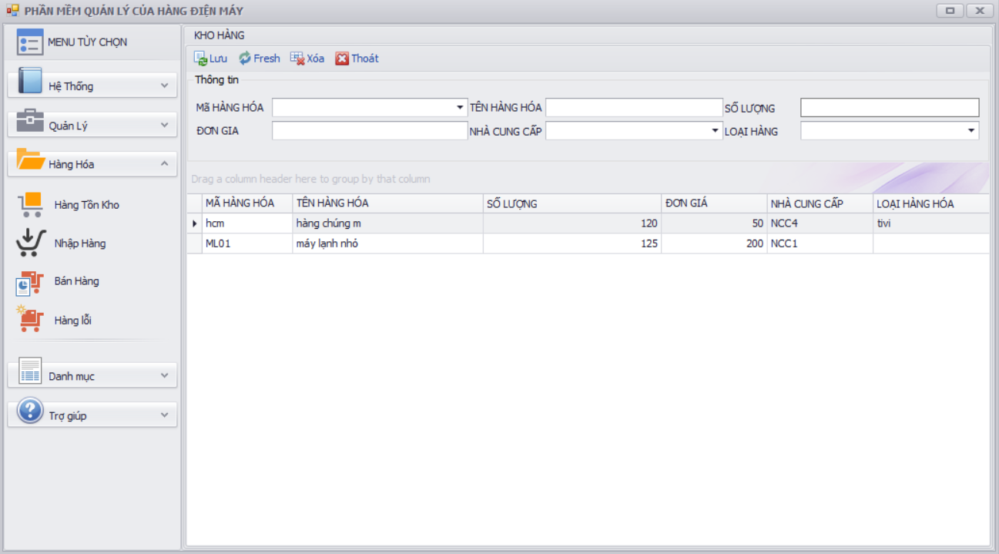 PHẦN MỀM QUẢN LÝ CỦA HÀNG ĐIỆN MÁY
MENU TÙY CHỌN
Hệ Thống
Quản Lý
Hàng Hóa
Hàng Tồn Kho
Nhập Hàng
Bán Hàng
Hàng lỗi
Danh mục
Trợ giúp
KHO HÀNG
Lưu Fresh Xóa Thoát
Thông tin
Mã HÀNG HÓA TÊN HÀNG HÓA SỐ LƯỢNG
ĐƠN GIA NHÀ CUNG CẤP LOẠI HÀNG
Drag a column header here to group by that column
MÃ HÀNG HÓA TÊN HÀNG HÓA SỐ LƯỢNG ĐƠN GIÁ NHÀ CUNG CẤP LOẠI HÀNG HÓA
hcm hàng chúng m 120 50 NCC4 tivi
ML01 máy lạnh nhỏ 125 200 NCC1